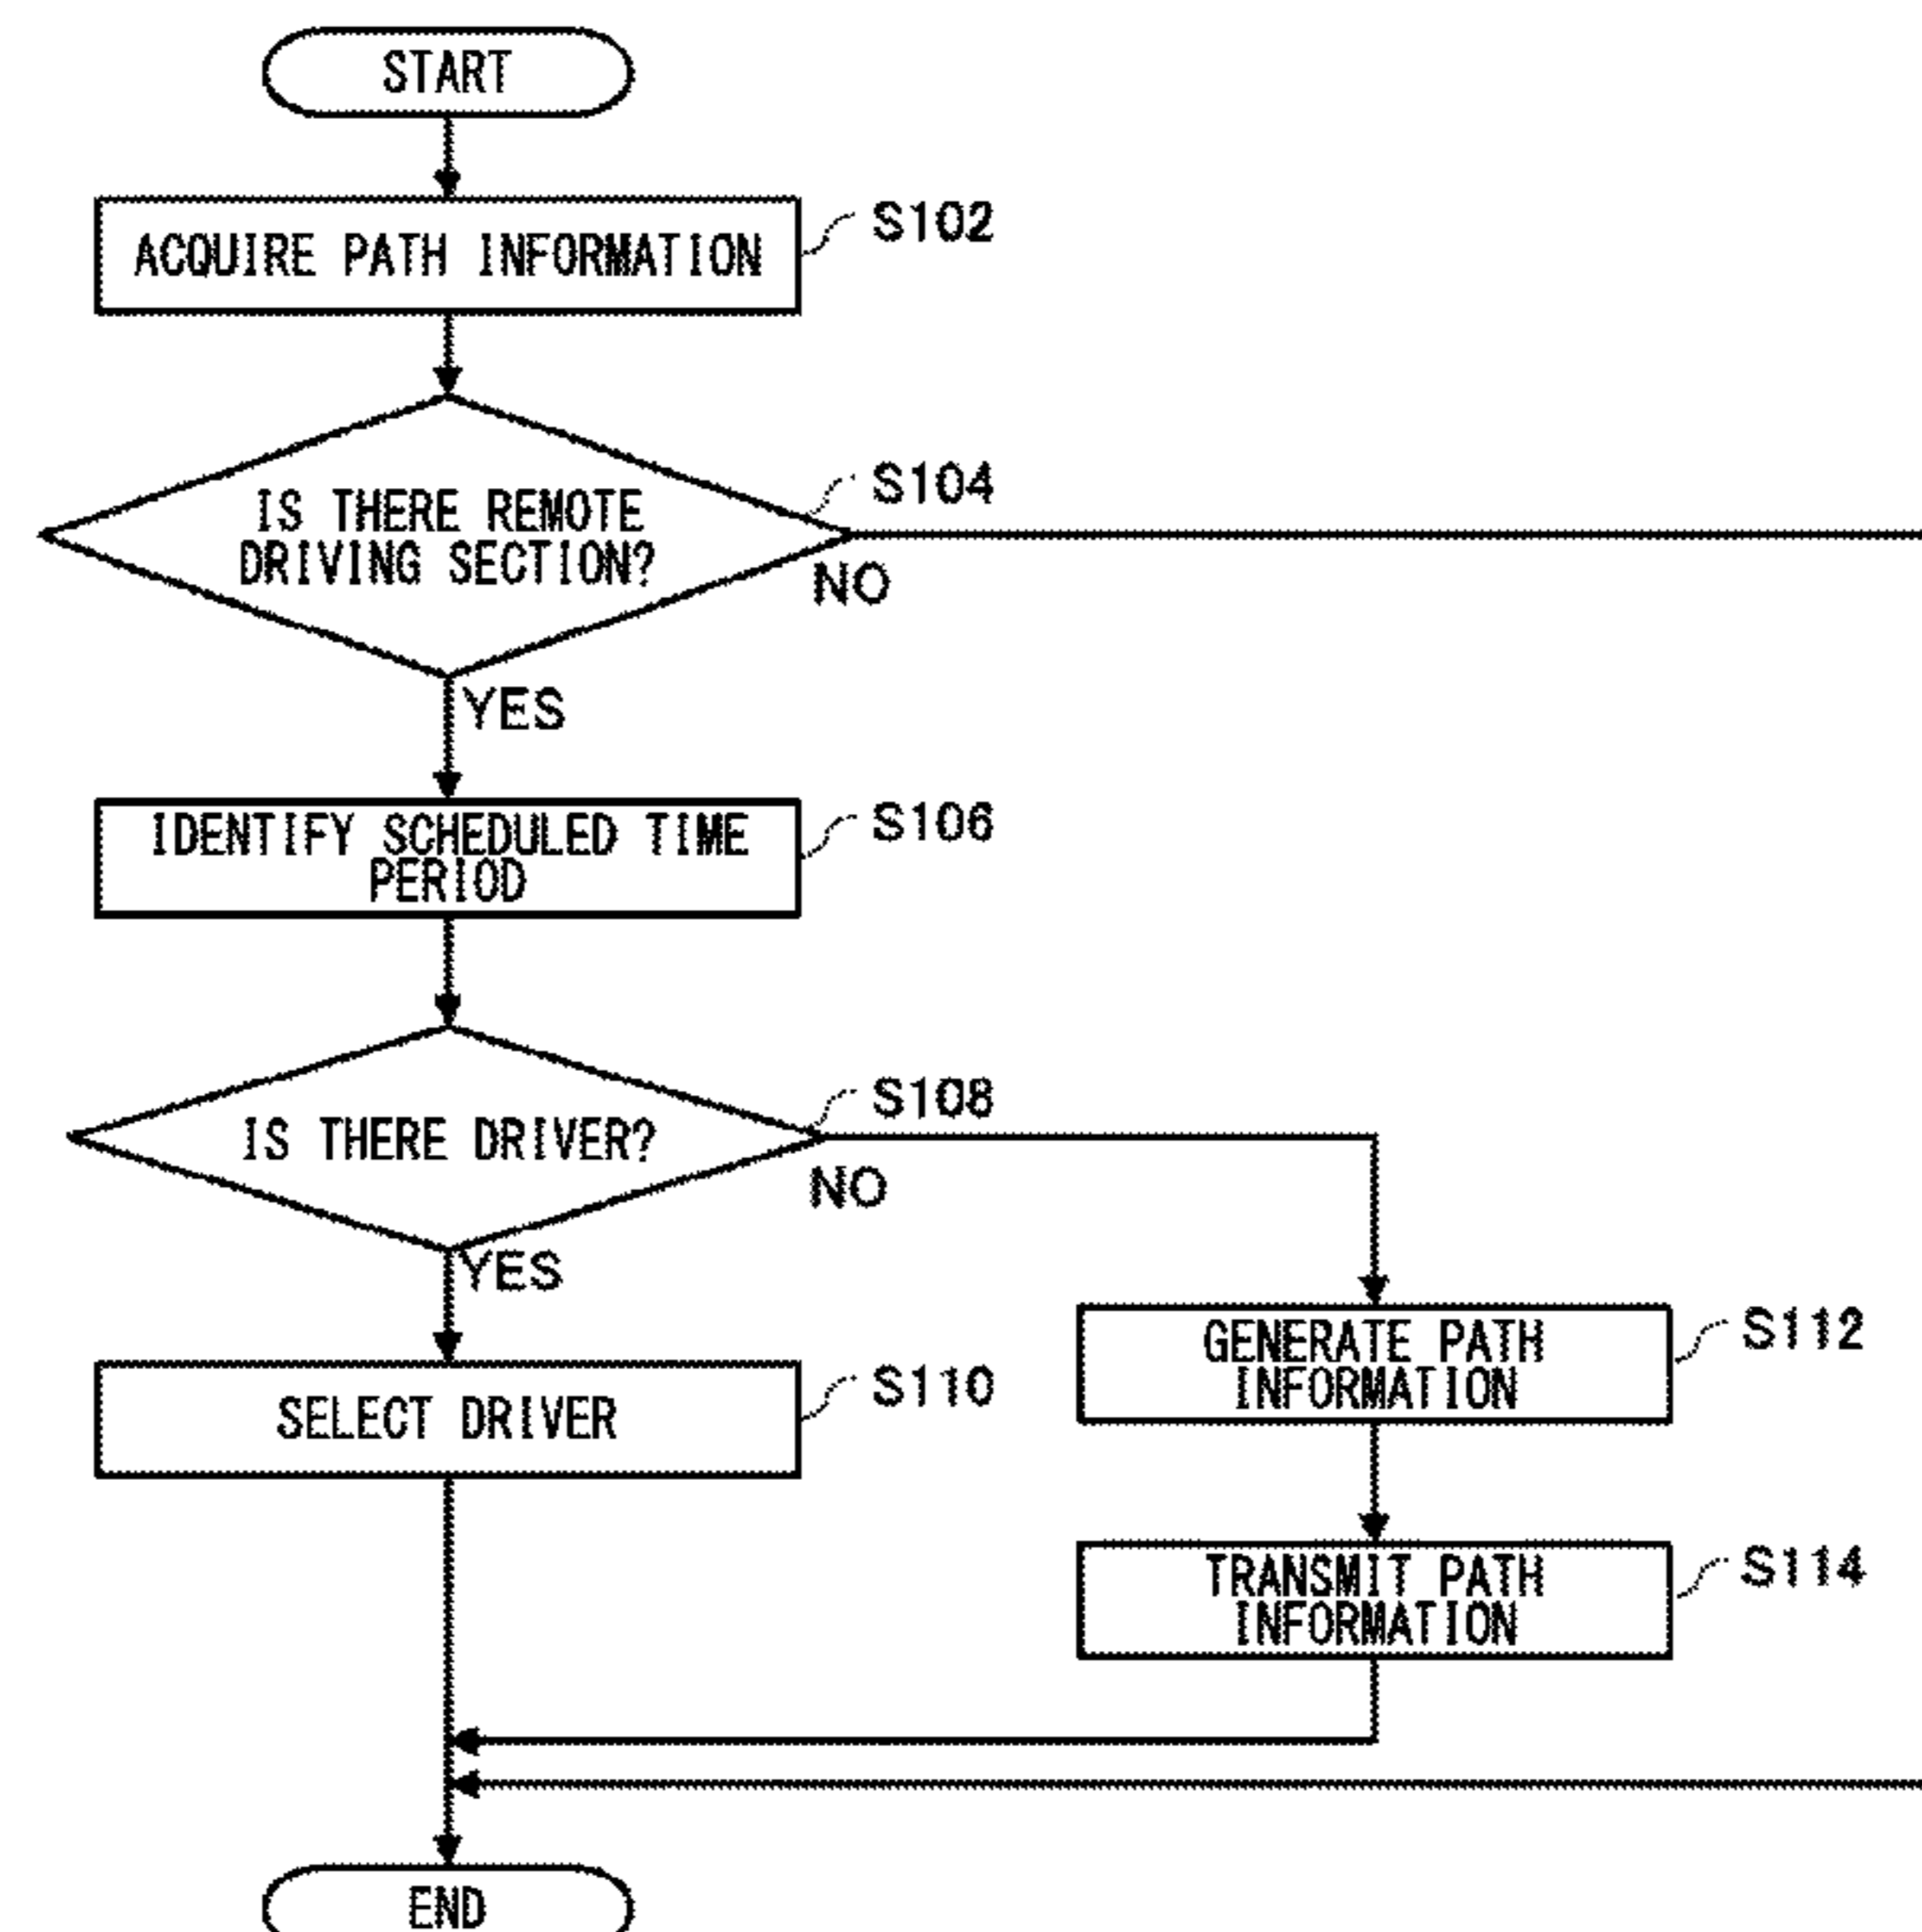 START
ACQUIRE PATH INFORMATION
S102
IS THERE REMOTE
DRIVING SECTION?
S104
NO
YES
IDENTIFY SCHEDULED TIME
PERIOD
S106
IS THERE DRIVER?
S108
NO
YES
SELECT DRIVER
S110
GENERATE PATH
INFORMATION
S112
TRANSMIT PATH
INFORMATION
S114
END